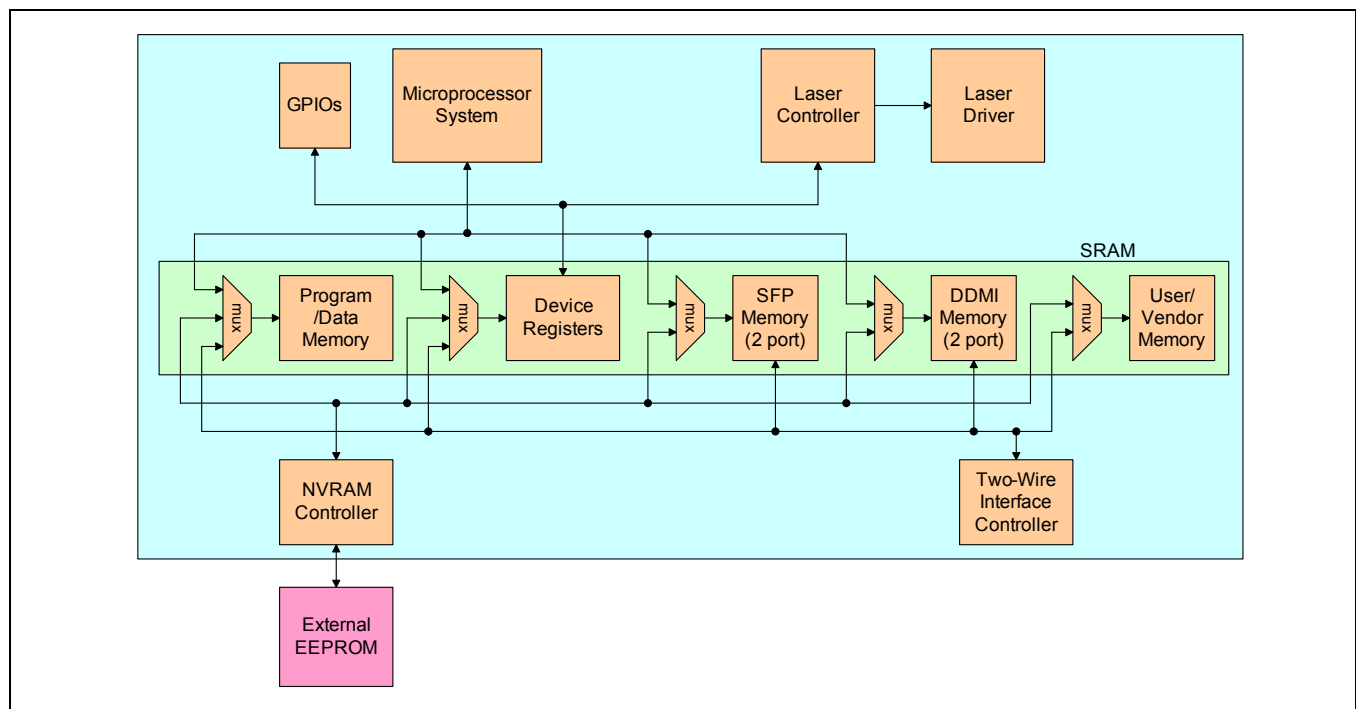 GPIOs
Microprocessor
System
Laser
Controller
Laser
Driver
SRAM
mux
Program
/Data
Memory
mux
Device
Registers
mux
SFP
Memory
(2 port)
mux
DDMI
Memory
(2 port)
mux
User/
Vendor
Memory
NVRAM
Controller
Two-Wire
Interface
Controller
External
EEPROM